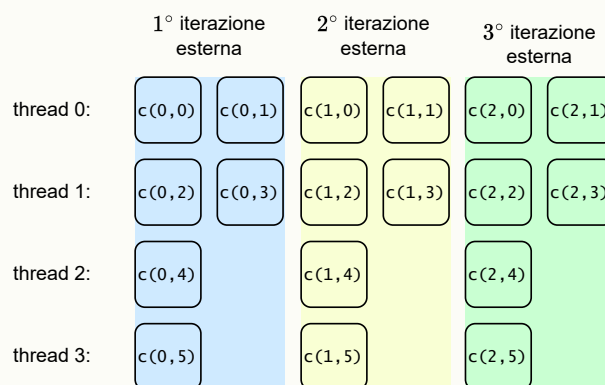 1° iterazione
esterna
2° iterazione
esterna
3° iterazione
esterna
thread 0: c(0,0) c(0,1) c(1,0) c(1,1) c(2,0) c(2,1)
thread 1: c(0,2) c(0,3) c(1,2) c(1,3) c(2,2) c(2,3)
thread 2: c(0,4) c(1,4) c(2,4)
thread 3: c(0,5) c(1,5) c(2,5)